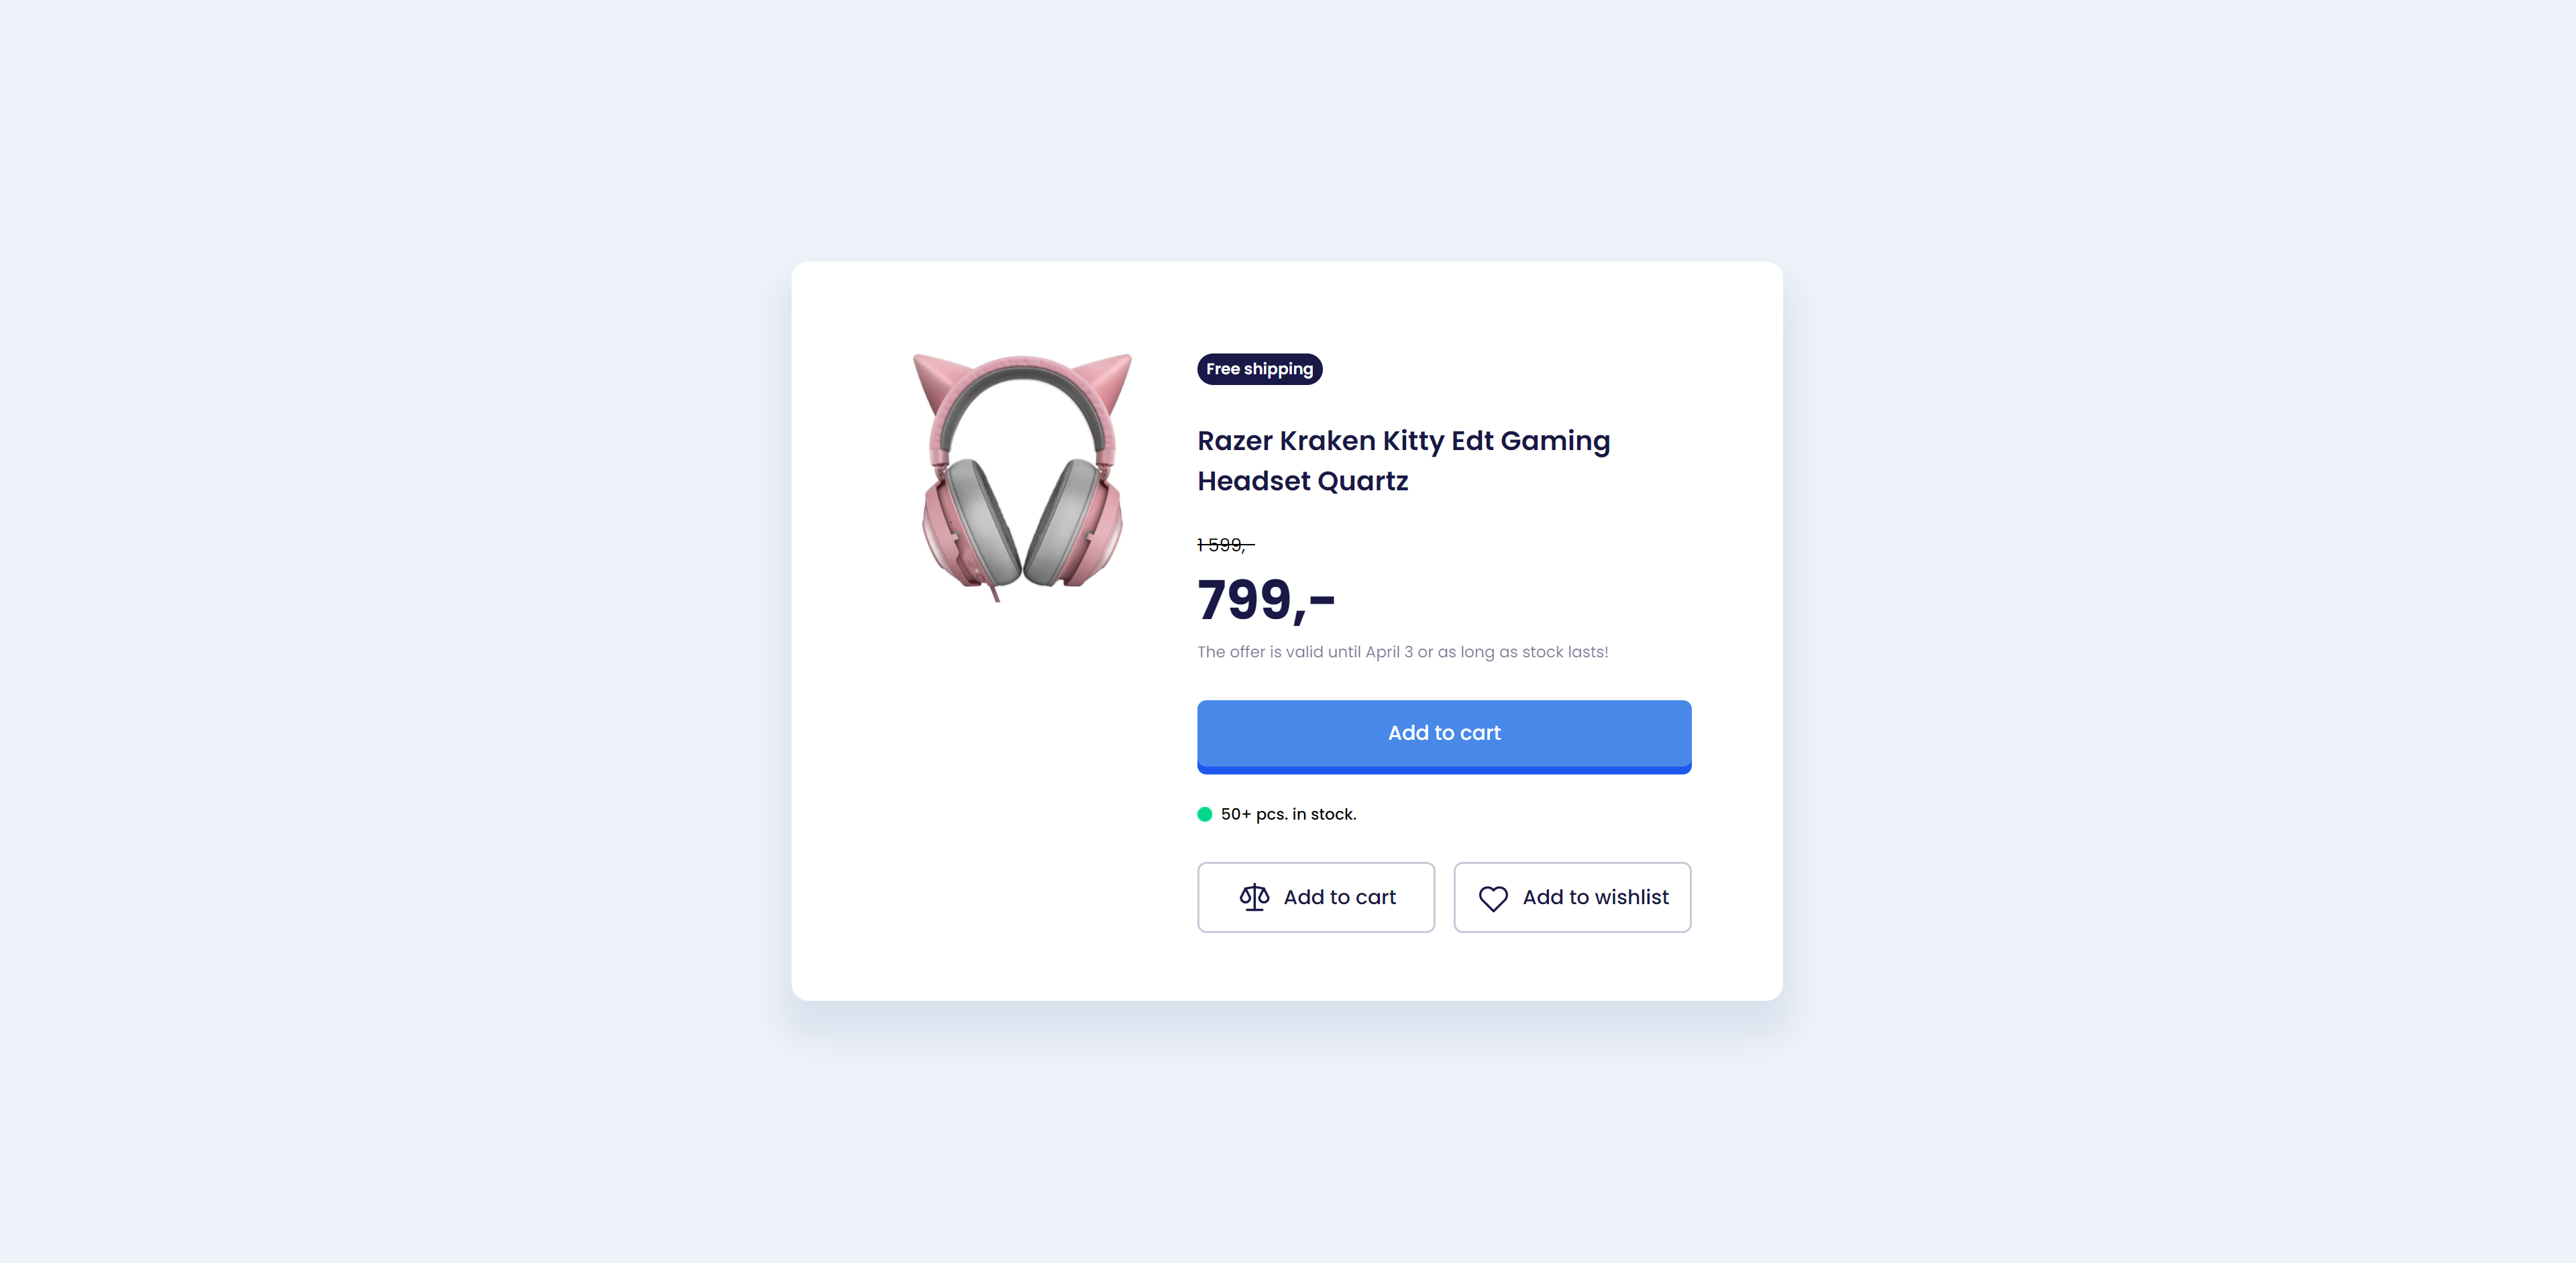 Free shipping
Razer Kraken Kitty Edt Gaming
Headset Quartz
1 599,-
799,-
The offer is valid until April 3 or as long as stock lasts!
Add to cart
50+ pcs. in stock.
Add to cart
Add to wishlist